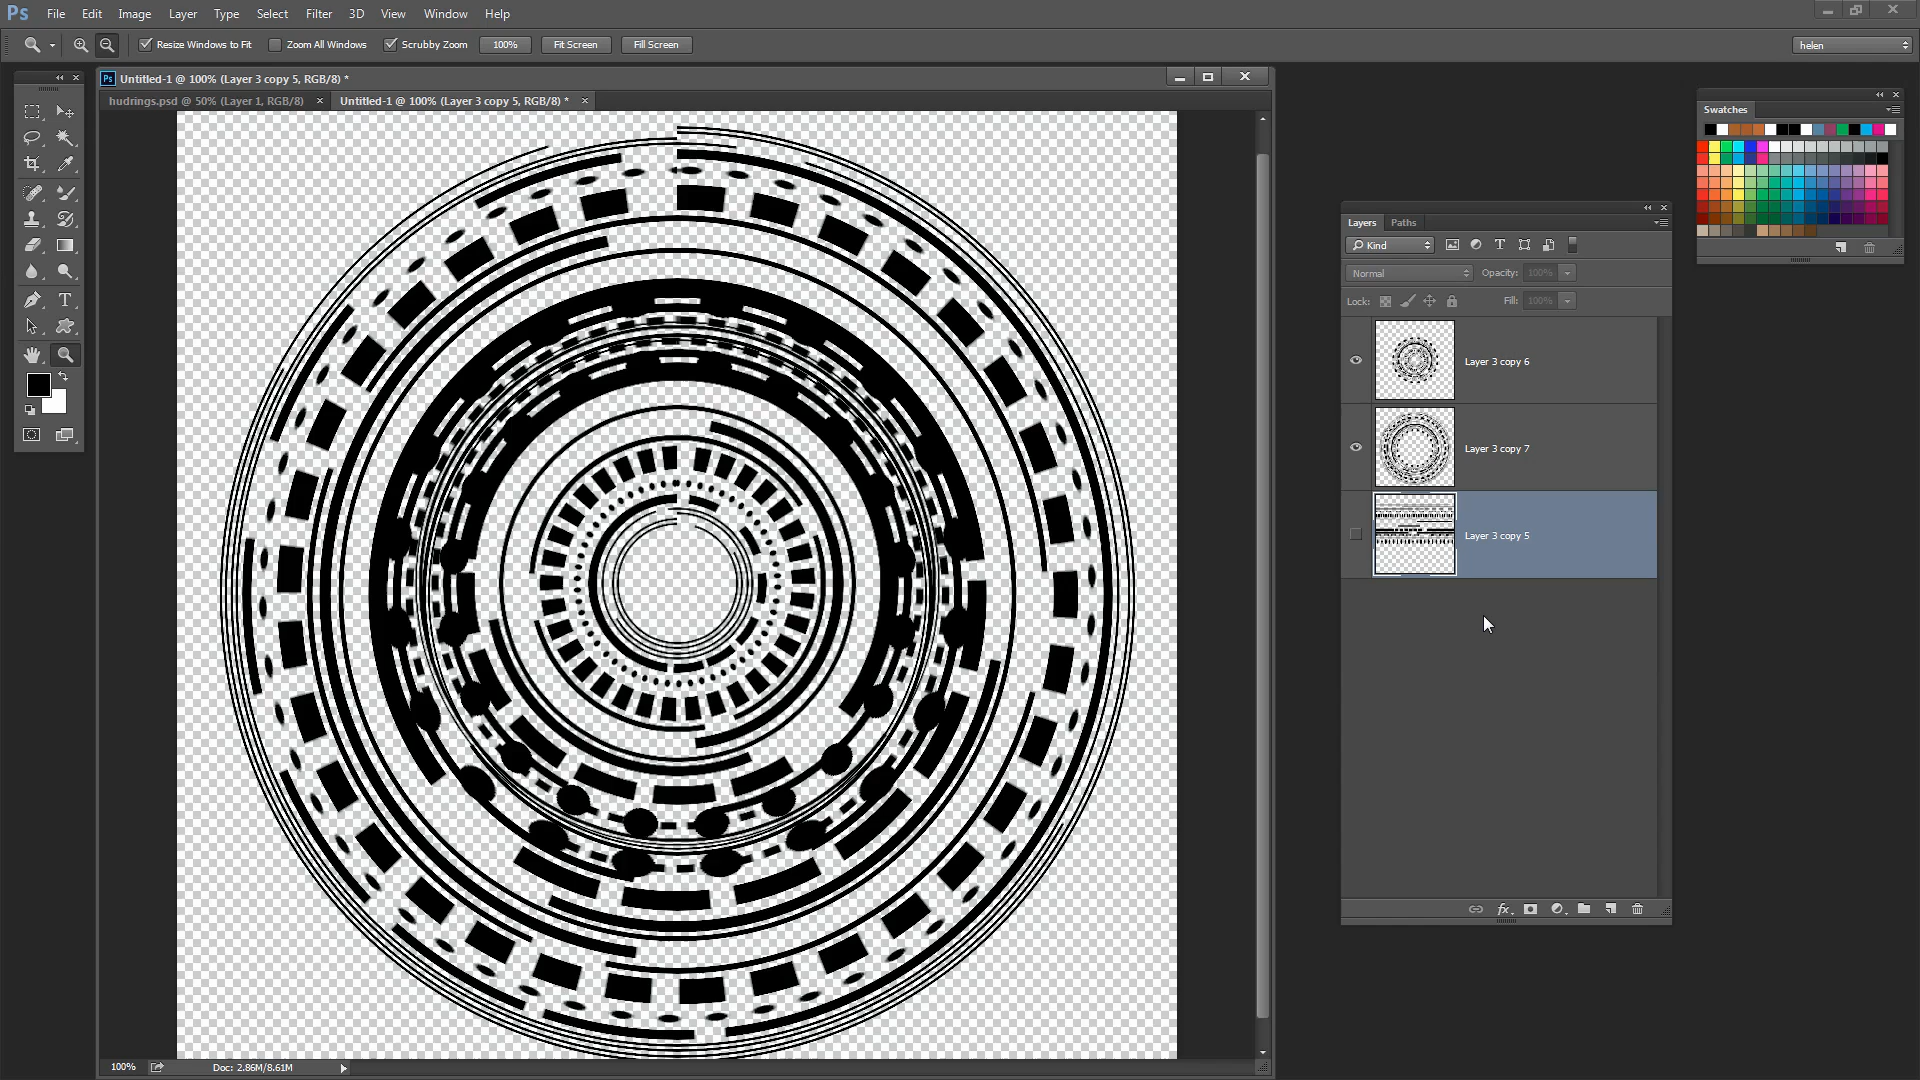 Ps File Edit Image Layer Type Select Filter 3D View Window Help
Resize Windows to Fit Zoom All Windows Scrubby Zoom 100% Fit Screen Fill Screen helen
Ps Untitled-1 @ 100% (Layer 3 copy 5, RGB/8) *
hudrings.psd @ 50% (Layer 1, RGB/8) Untitled-1 @ 100% (Layer 3 copy 5, RGB/8) *
Swatches
Layers Paths
Kind
Normal Opacity: 100%
Lock: Fill: 100%
Layer 3 copy 6
Layer 3 copy 7
Layer 3 copy 5
fx
100% Doc: 2.86M/8.61M